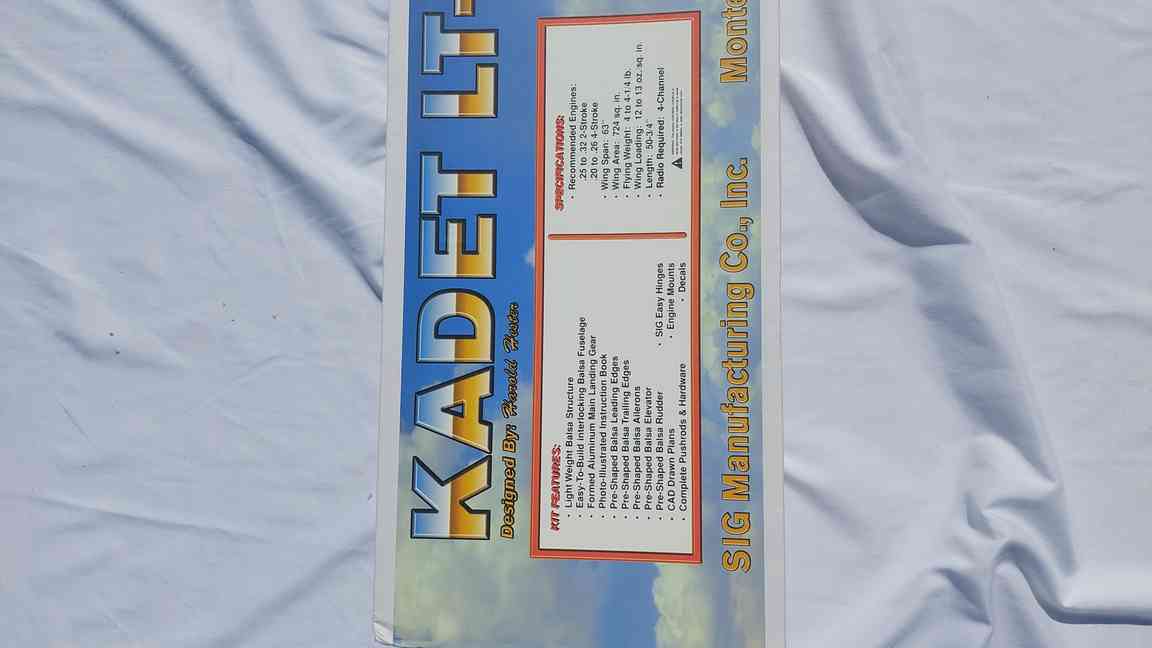 KADET LT-
Designed By: Harold Hester
KIT FEATURES:
• Light Weight Balsa Structure
• Easy-To-Build Interlocking Balsa Fuselage
• Formed Aluminum Main Landing Gear
• Photo-Illustrated Instruction Book
• Pre-Shaped Balsa Leading Edges
• Pre-Shaped Balsa Trailing Edges
• Pre-Shaped Balsa Ailerons
• Pre-Shaped Balsa Elevator
• Pre-Shaped Balsa Rudder
• CAD Drawn Plans
• Complete Pushrods & Hardware
• SIG Easy Hinges
• Engine Mounts
• Decals
SPECIFICATIONS:
• Recommended Engines:
.25 to .32 2-Stroke
.20 to .26 4-Stroke
• Wing Span: 63"
• Wing Area: 724 sq. in.
• Flying Weight: 4 to 4-1/4 lb.
• Wing Loading: 12 to 13 oz./sq. in.
• Length: 50-3/4"
• Radio Required: 4-Channel
SIG Manufacturing Co., Inc. Monte